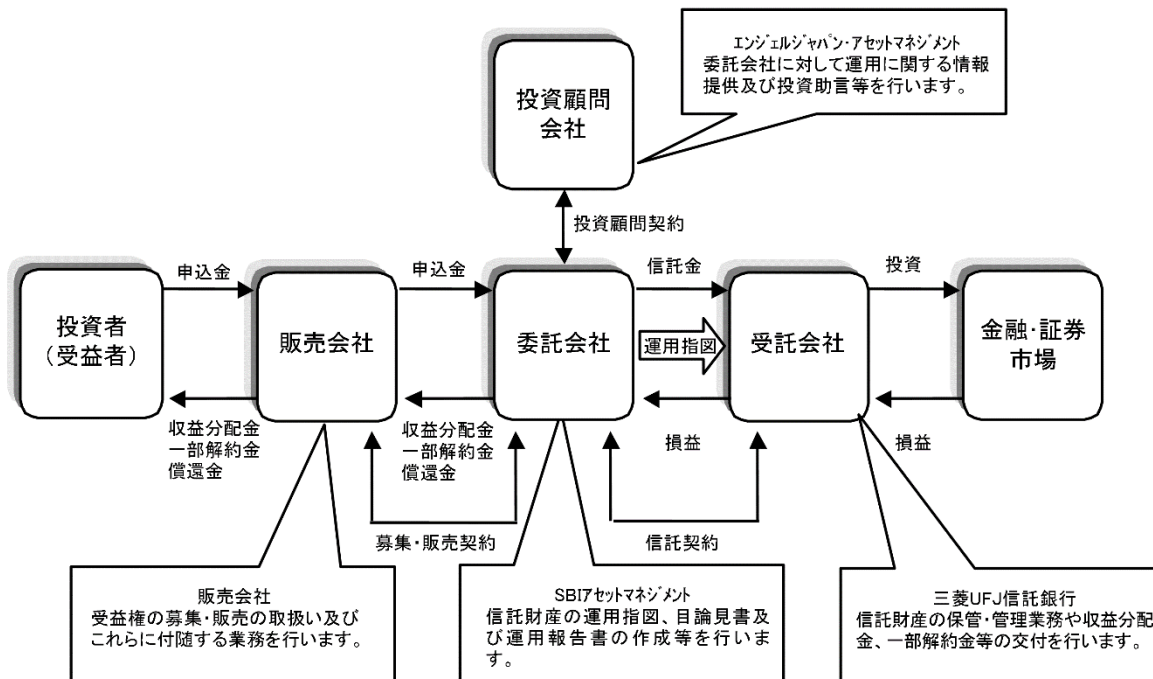 エンジェルジャパン・アセットマネジメント
委託会社に対して運用に関する情報
提供及び投資助言等を行います。
投資顧問
会社
投資顧問契約
申込金
申込金
信託金
投資
投資者
(受益者)
販売会社
委託会社
運用指図
受託会社
金融・証券
市場
収益分配金
一部解約金
償還金
収益分配金
一部解約金
償還金
損益
損益
募集・販売契約
信託契約
販売会社
受益権の募集・販売の取扱い及び
これらに付随する業務を行います。
SBIアセットマネジメント
信託財産の運用指図、目論見書及
び運用報告書の作成等を行いま
す。
三菱UFJ信託銀行
信託財産の保管・管理業務や収益分配
金、一部解約金等の交付を行います。